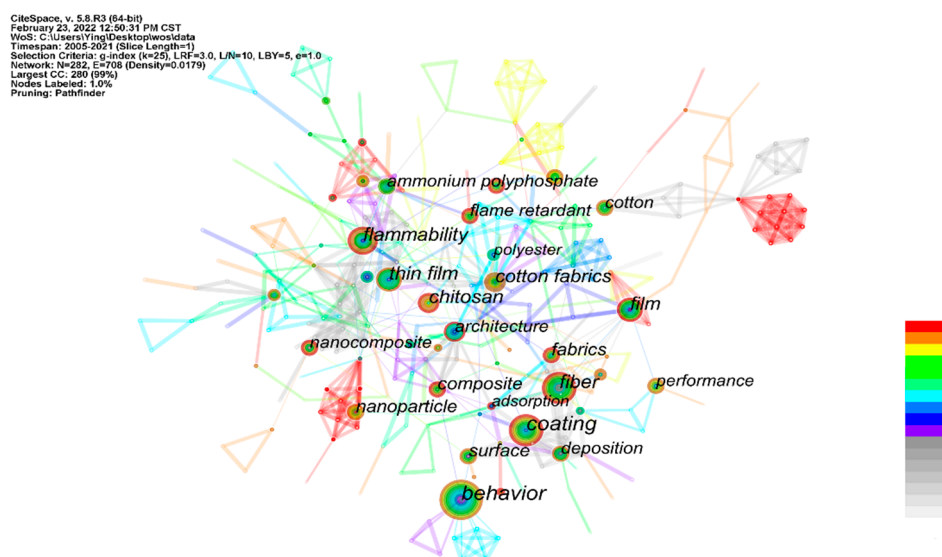 CiteSpace, v. 5.8.R3 (64-bit)
February 23, 2022 12:50:31 PM CST
WoS: C:\Users\Ying\Desktop\wos\data
Timespan: 2005-2021 (Slice Length=1)
Selection Criteria: g-index (k=25), LRF=3.0, L/N=10, LBY=5, e=1.0
Network: N=282, E=708 (Density=0.0179)
Largest CC: 280 (99%)
Nodes Labeled: 1.0%
Pruning: Pathfinder
ammonium polyphosphate
cotton
flame retardant
flammability
polyester
thin film
cotton fabrics
chitosan
film
architecture
nanocomposite
fabrics
composite
fiber
performance
adsorption
nanoparticle
coating
surface
deposition
behavior